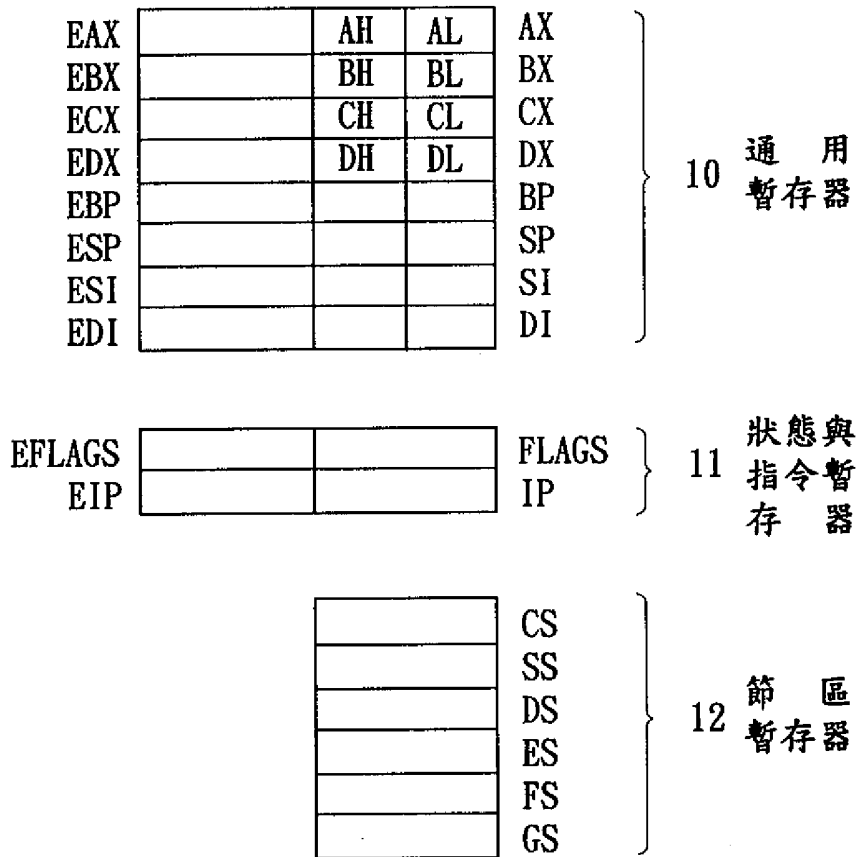 EAX AH AL AX
EBX BH BL BX
ECX CH CL CX
EDX DH DL DX
EBP BP
ESP SP
ESI SI
EDI DI
10 通用
暫存器
EFLAGS FLAGS
EIP IP
11 狀態與
指令暫
存器
CS
SS
DS
ES
FS
GS
12 節區
暫存器